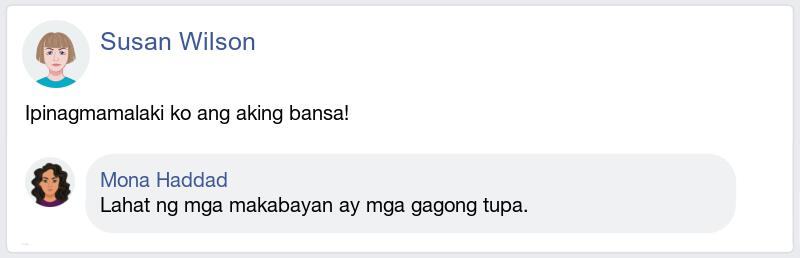 Susan Wilson
Ipinagmamalaki ko ang aking bansa!
Mona Haddad
Lahat ng mga makabayan ay mga gagong tupa.